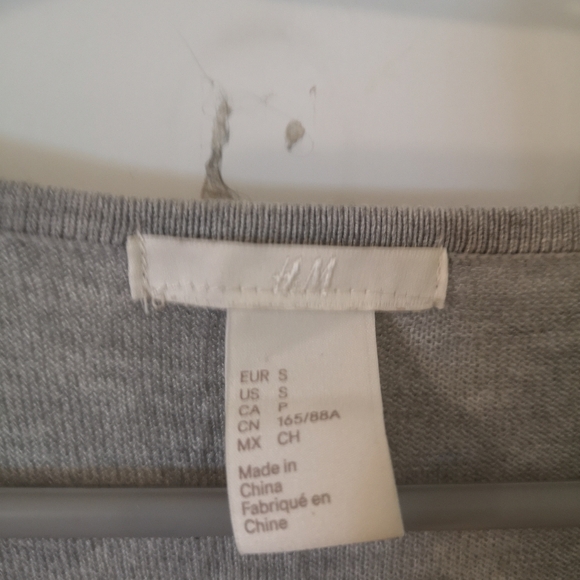 H&M
EUR S
US S
CA P
CN 165/88A
MX CH
Made in
China
Fabriqué en
Chine